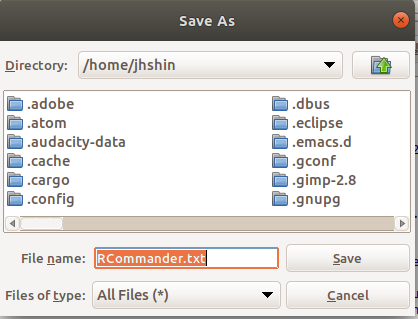 Save As
Directory: /home/jhshin
.adobe .dbus
.atom .eclipse
.audacity-data .emacs.d
.cache .gconf
.cargo .gimp-2.8
.config .gnupg
File name: RCommander.txt Save
Files of type: All Files (*) Cancel